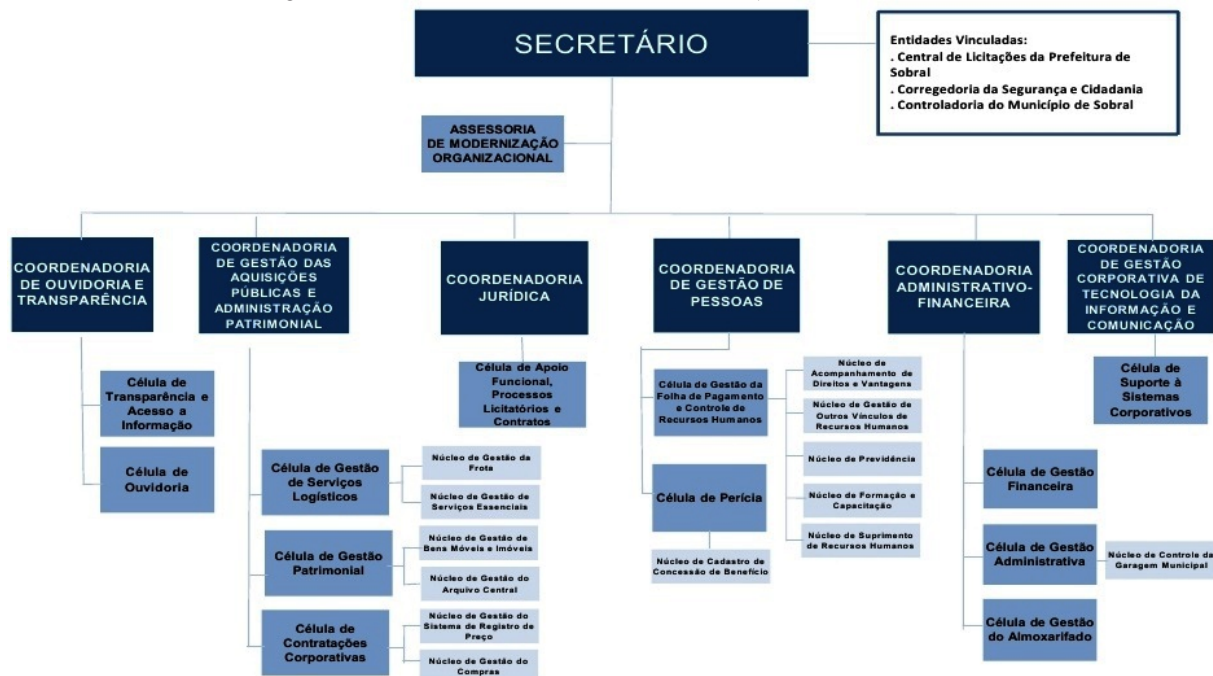 SECRETÁRIO
Entidades Vinculadas:
. Central de Licitações da Prefeitura de
Sobral
. Corregedoria da Segurança e Cidadania
. Controladoria do Município de Sobral
ASSESSORIA
DE MODERNIZAÇÃO
ORGANIZACIONAL
COORDENADORIA
DE OUVIDORIA E
TRANSPARÊNCIA
COORDENADORIA
DE GESTÃO DAS
AQUISIÇÕES
PÚBLICAS E
ADMINISTRAÇÃO
PATRIMONIAL
COORDENADORIA
JURÍDICA
COORDENADORIA
DE GESTÃO DE
PESSOAS
COORDENADORIA
ADMINISTRATIVO-
FINANCEIRA
COORDENADORIA
DE GESTÃO
CORPORATIVA DE
TECNOLOGIA DA
INFORMAÇÃO E
COMUNICAÇÃO
Célula de
Transparência e
Acesso a
Informação
Célula de
Ouvidoria
Célula de Gestão
de Serviços
Logísticos
Núcleo de Gestão da
Frota
Núcleo de Gestão de
Serviços Essenciais
Célula de Gestão
Patrimonial
Núcleo de Gestão de
Bens Móveis e Imóveis
Núcleo de Gestão do
Arquivo Central
Célula de
Contratações
Corporativas
Núcleo de Gestão do
Sistema de Registro de
Preço
Núcleo de Gestão do
Compras
Célula de Apoio
Funcional,
Processos
Licitatórios e
Contratos
Célula de Gestão da
Folha de Pagamento
e Controle de
Recursos Humanos
Núcleo de
Acompanhamento de
Direitos e Vantagens
Núcleo de Gestão de
Outros Vínculos de
Recursos Humanos
Núcleo de Previdência
Núcleo de Formação e
Capacitação
Núcleo de Suprimento
de Recursos Humanos
Célula de Perícia
Núcleo de Cadastro de
Concessão de Benefício
Célula de Gestão
Financeira
Célula de Gestão
Administrativa
Núcleo de Controle da
Garagem Municipal
Célula de Gestão
do Almoxarifado
Célula de
Suporte à
Sistemas
Corporativos